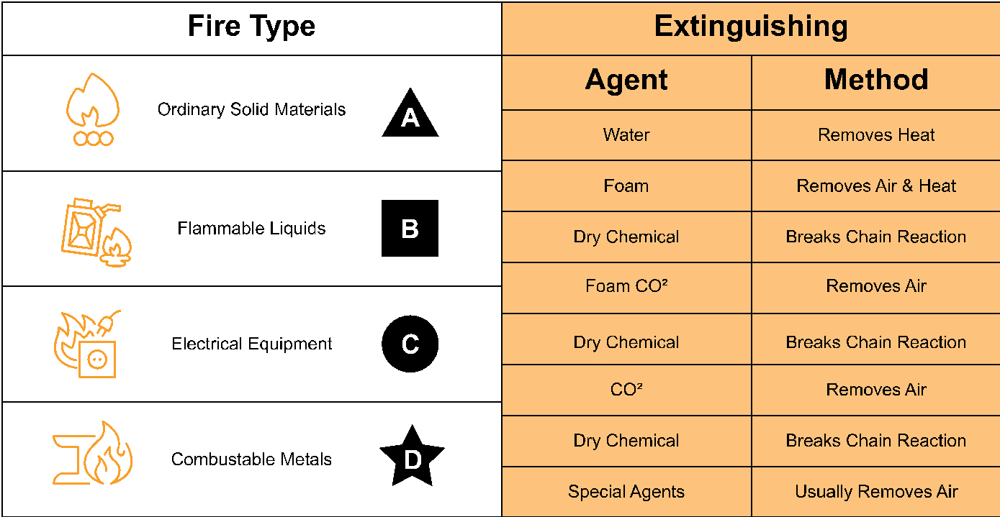 Fire Type
Extinguishing
Agent
Method
Ordinary Solid Materials
A
Water
Removes Heat
Foam
Removes Air & Heat
Flammable Liquids
B
Dry Chemical
Breaks Chain Reaction
Foam CO²
Removes Air
Electrical Equipment
C
Dry Chemical
Breaks Chain Reaction
CO²
Removes Air
Combustable Metals
D
Dry Chemical
Breaks Chain Reaction
Special Agents
Usually Removes Air